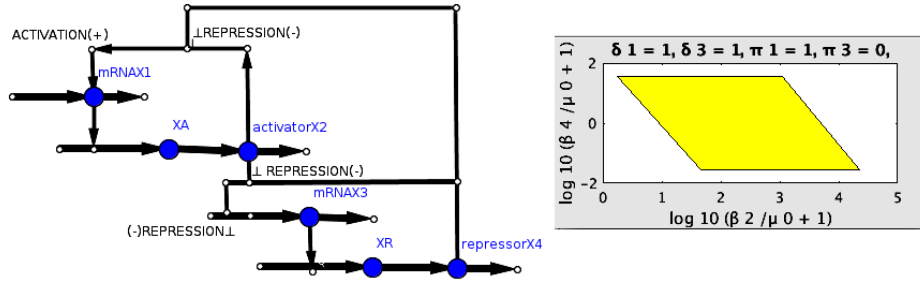 ACTIVATION(+)
⊥REPRESSION(-)
mRNAX1
XA
activatorX2
⊥ REPRESSION(-)
mRNAX3
(-)REPRESSION⊥
XR
repressorX4
δ 1 = 1, δ 3 = 1, π 1 = 1, π 3 = 0,
log 10 (β 4 /μ 0 + 1)
2
0
-2
0 1 2 3 4 5
log 10 (β 2 /μ 0 + 1)